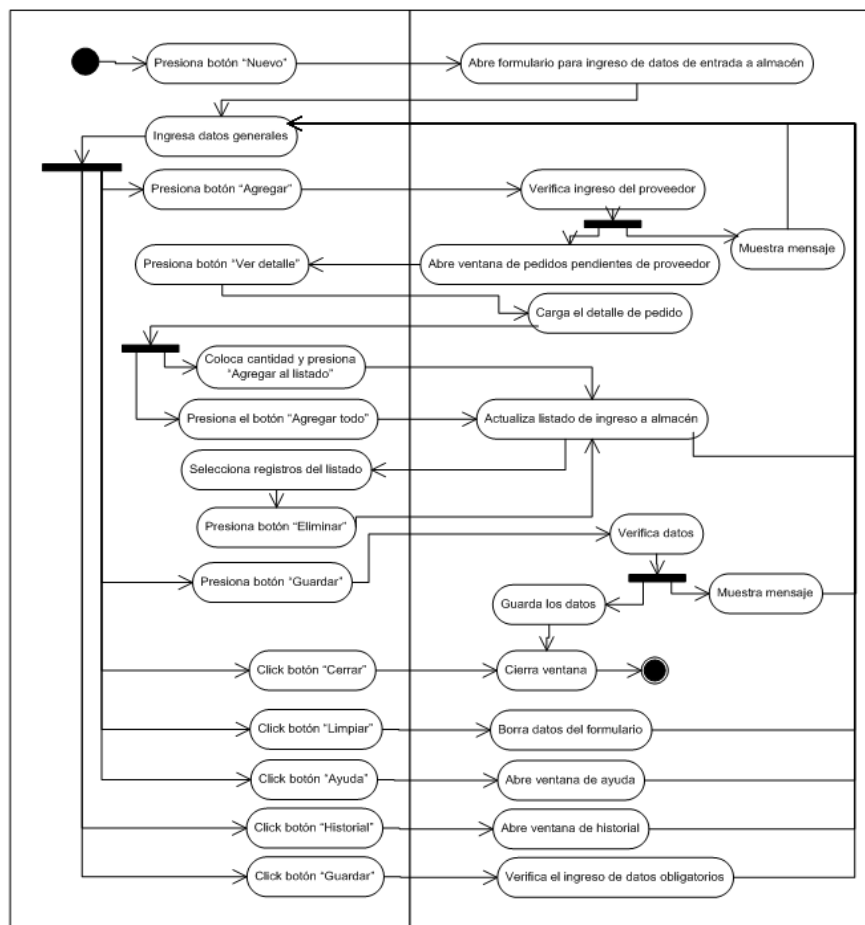 Presiona botón “Nuevo”
Abre formulario para ingreso de datos de entrada a almacén
Ingresa datos generales
Presiona botón “Agregar”
Verifica ingreso del proveedor
Muestra mensaje
Presiona botón “Ver detalle”
Abre ventana de pedidos pendientes de proveedor
Carga el detalle de pedido
Coloca cantidad y presiona
“Agregar al listado”
Presiona el botón “Agregar todo”
Actualiza listado de ingreso a almacén
Selecciona registros del listado
Presiona botón “Eliminar”
Verifica datos
Presiona botón “Guardar”
Muestra mensaje
Guarda los datos
Click botón “Cerrar”
Cierra ventana
Click botón “Limpiar”
Borra datos del formulario
Click botón “Ayuda”
Abre ventana de ayuda
Click botón “Historial”
Abre ventana de historial
Click botón “Guardar”
Verifica el ingreso de datos obligatorios